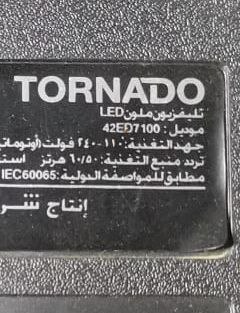 TORNADO
تليفزيون ملون LED
موديل: 42ED7100
جهد التغذية: ١١٠-٢٤٠ فولت
تردد منبع التغذية: ٦٠/٥٠ هرتز
مطابق للمواصفة الدولية: IEC60065
إنتاج